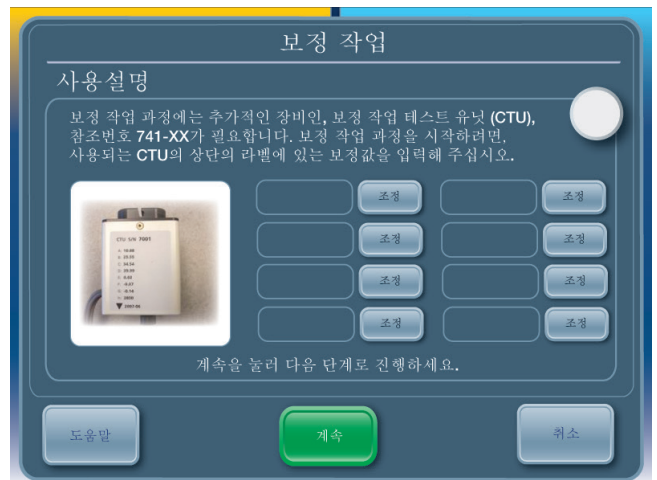 보정 작업
사용설명
보정 작업 과정에는 추가적인 장비인, 보정 작업 테스트 유닛 (CTU),
참조번호 741-XX가 필요합니다. 보정 작업 과정을 시작하려면,
사용되는 CTU의 상단의 라벨에 있는 보정값을 입력해 주십시오.
CTU S/N 7001
조정 조정
조정 조정
조정 조정
조정 조정
계속을 눌러 다음 단계로 진행하세요.
도움말 계속 취소